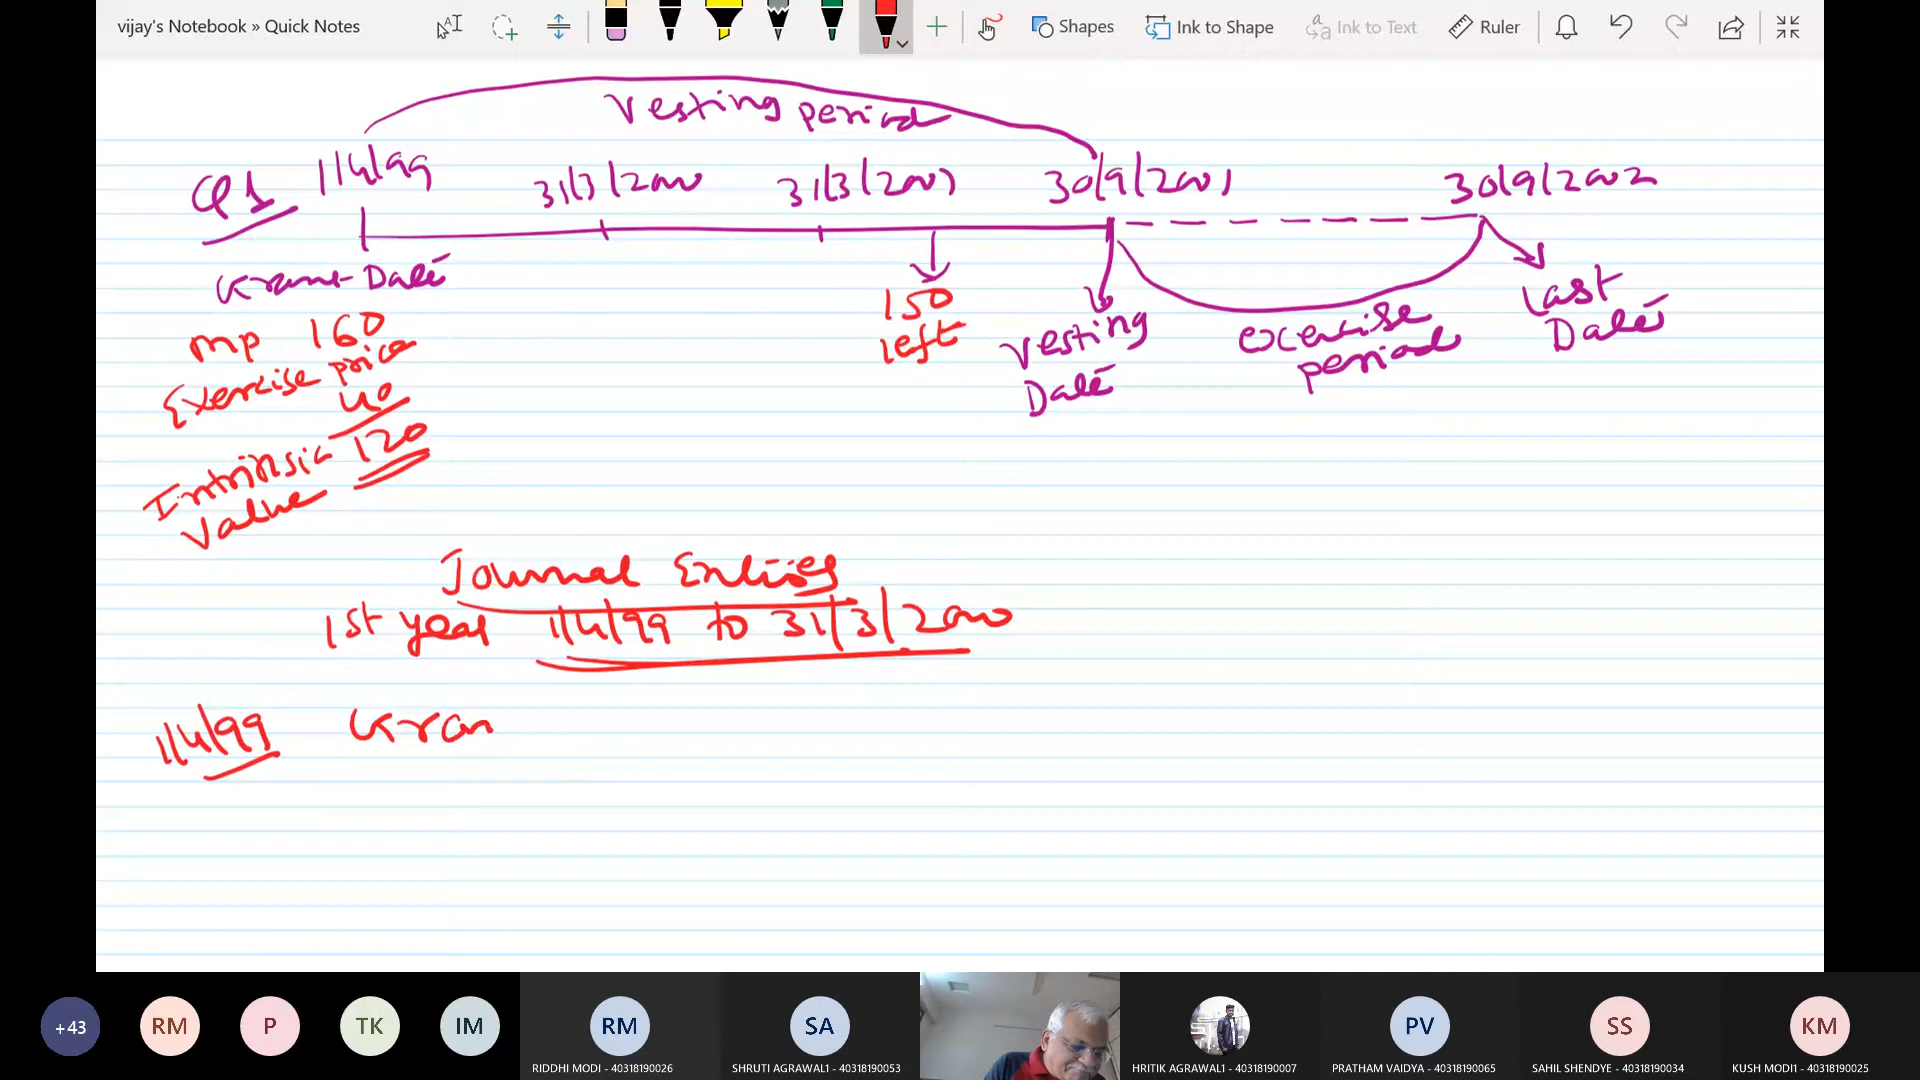 vijay's Notebook » Quick Notes
Shapes
Ink to Shape
Ink to Text
Ruler
vesting period
Q1 1/4/99 31/3/2000 31/3/2001 30/9/2001 30/9/2002
Grant Date
150 left
vesting Date
excercise period
Last Date
mp 160
Exercise price 40
Intrinsic value 120
Journal Entries
1st year 1/4/99 to 31/3/2000
1/4/99 Gran
+43
RM
P
TK
IM
RM
SA
PV
SS
KM
RIDDHI MODI - 40318190026
SHRUTI AGRAWAL1 - 40318190053
HRITIK AGRAWAL1 - 40318190007
PRATHAM VAIDYA - 40318190065
SAHIL SHENDYE - 40318190034
KUSH MODI1 - 40318190025